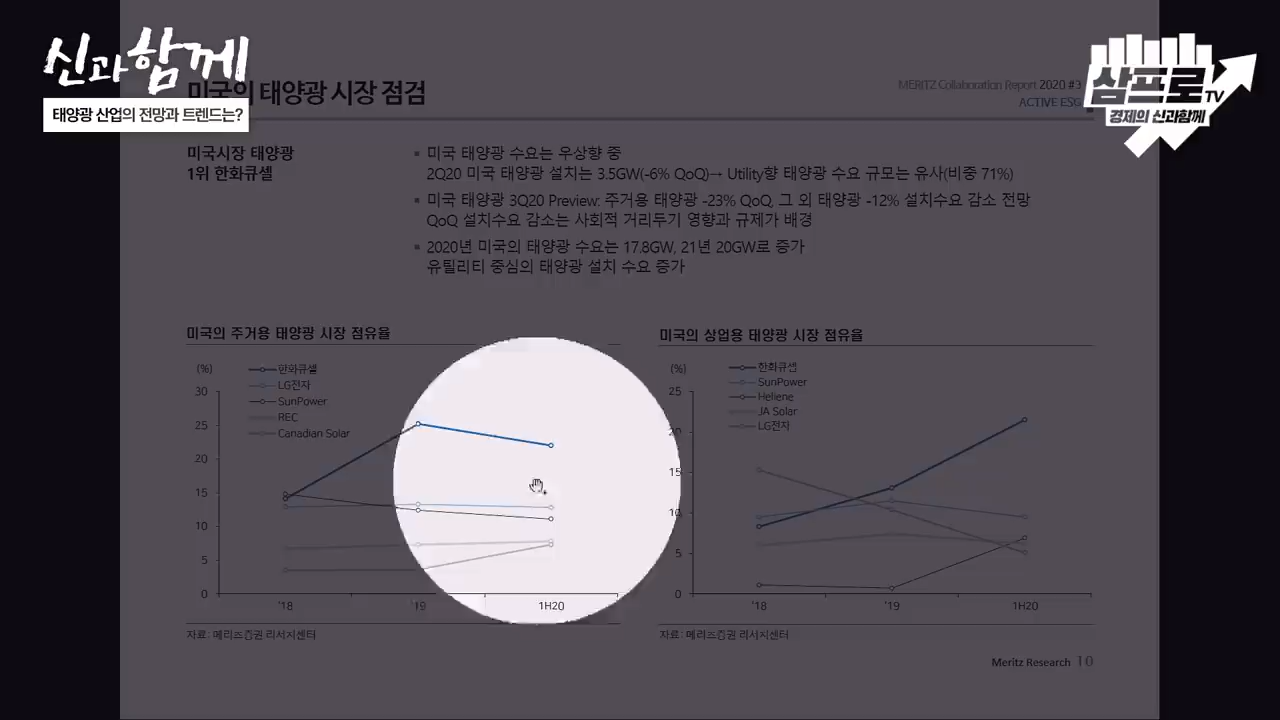 신과함께
태양광 산업의 전망과 트렌드는?
삼프로TV
경제의 신과함께
미국의 태양광 시장 점검
MERITZ Collaboration Report 2020 #3
ACTIVE ESG
미국시장 태양광
1위 한화큐셀
▪ 미국 태양광 수요는 우상향 중
2Q20 미국 태양광 설치는 3.5GW(-6% QoQ)→ Utility향 태양광 수요 규모는 유사(비중 71%)
▪ 미국 태양광 3Q20 Preview: 주거용 태양광 -23% QoQ, 그 외 태양광 -12% 설치수요 감소 전망
QoQ 설치수요 감소는 사회적 거리두기 영향과 규제가 배경
▪ 2020년 미국의 태양광 수요는 17.8GW, 21년 20GW로 증가
유틸리티 중심의 태양광 설치 수요 증가
미국의 주거용 태양광 시장 점유율
(%)
한화큐셀
LG전자
SunPower
REC
Canadian Solar
30
25
20
15
10
5
0
'18
'19
1H20
자료: 메리츠증권 리서치센터
미국의 상업용 태양광 시장 점유율
(%)
한화큐셀
SunPower
Heliene
JA Solar
LG전자
25
20
15
10
5
0
'18
'19
1H20
자료: 메리츠증권 리서치센터
Meritz Research 10